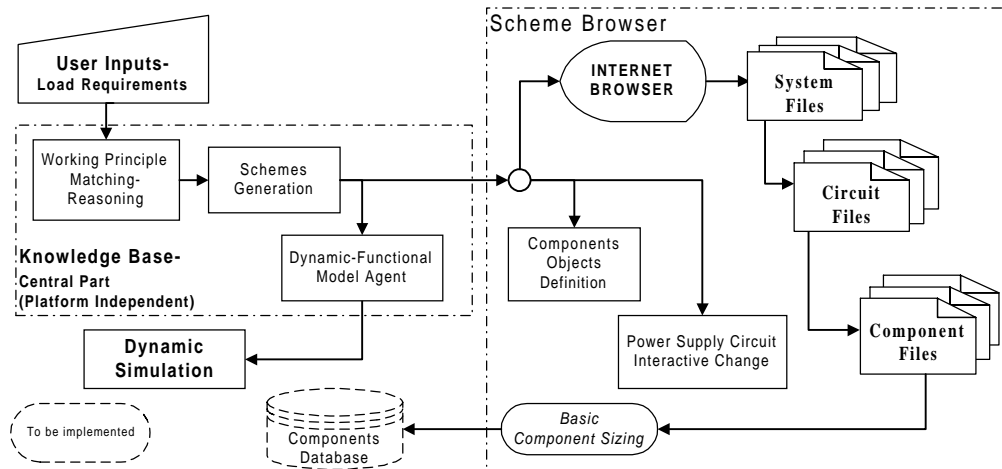 Scheme Browser
User Inputs-
Load Requirements
INTERNET
BROWSER
System
Files
Working Principle
Matching-
Reasoning
Schemes
Generation
Circuit
Files
Knowledge Base-
Central Part
(Platform Independent)
Dynamic-Functional
Model Agent
Components
Objects
Definition
Dynamic
Simulation
Power Supply Circuit
Interactive Change
Component
Files
To be implemented
Components
Database
Basic
Component Sizing